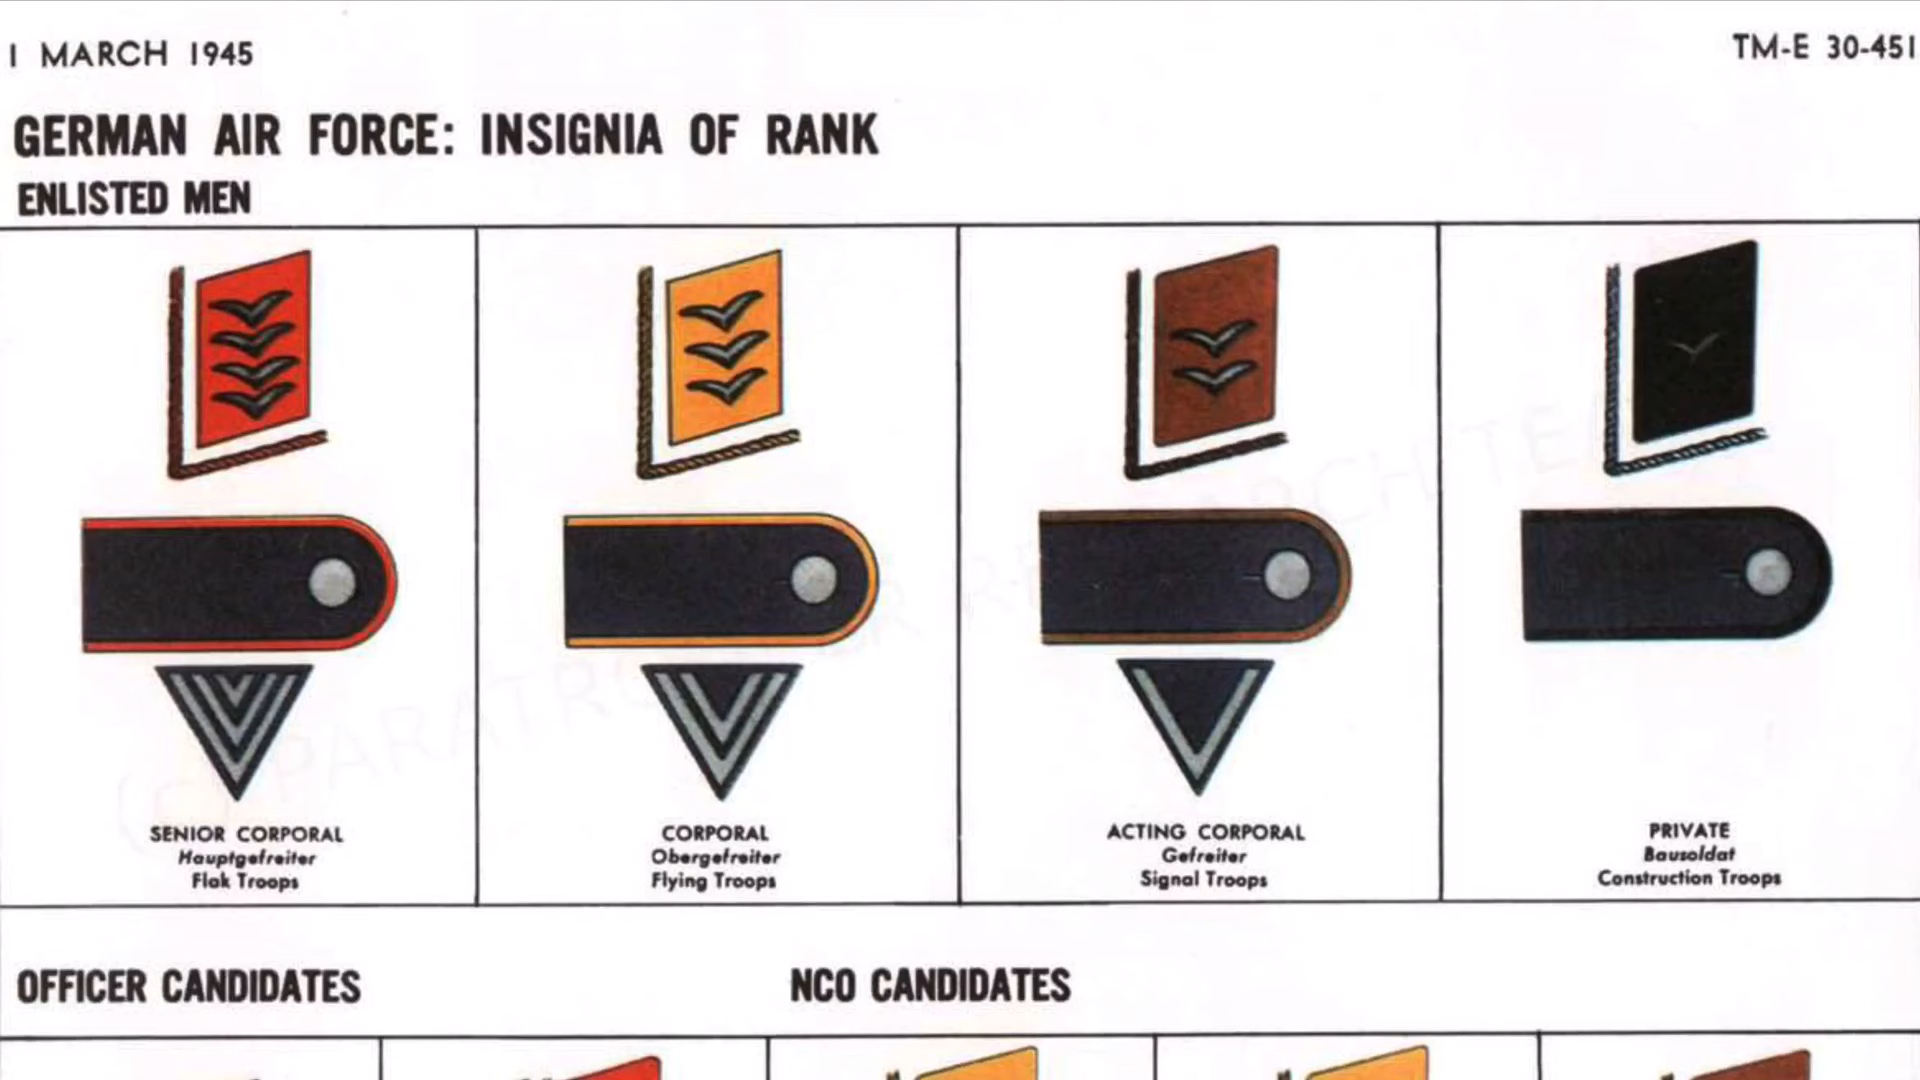 1 MARCH 1945
TM-E 30-451
GERMAN AIR FORCE: INSIGNIA OF RANK
ENLISTED MEN
SENIOR CORPORAL
Hauptgefreiter
Flak Troops
CORPORAL
Obergefreiter
Flying Troops
ACTING CORPORAL
Gefreiter
Signal Troops
PRIVATE
Bausoldat
Construction Troops
OFFICER CANDIDATES
NCO CANDIDATES